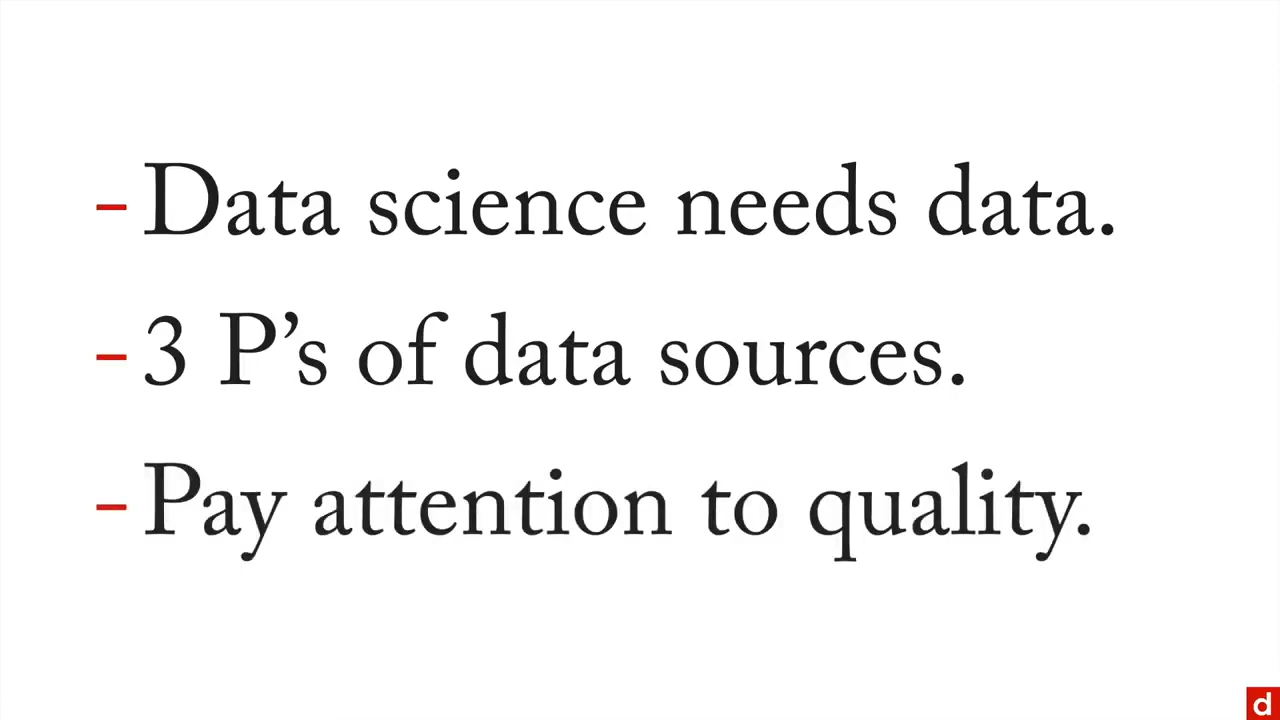 - Data science needs data.
- 3 P’s of data sources.
- Pay attention to quality.
d